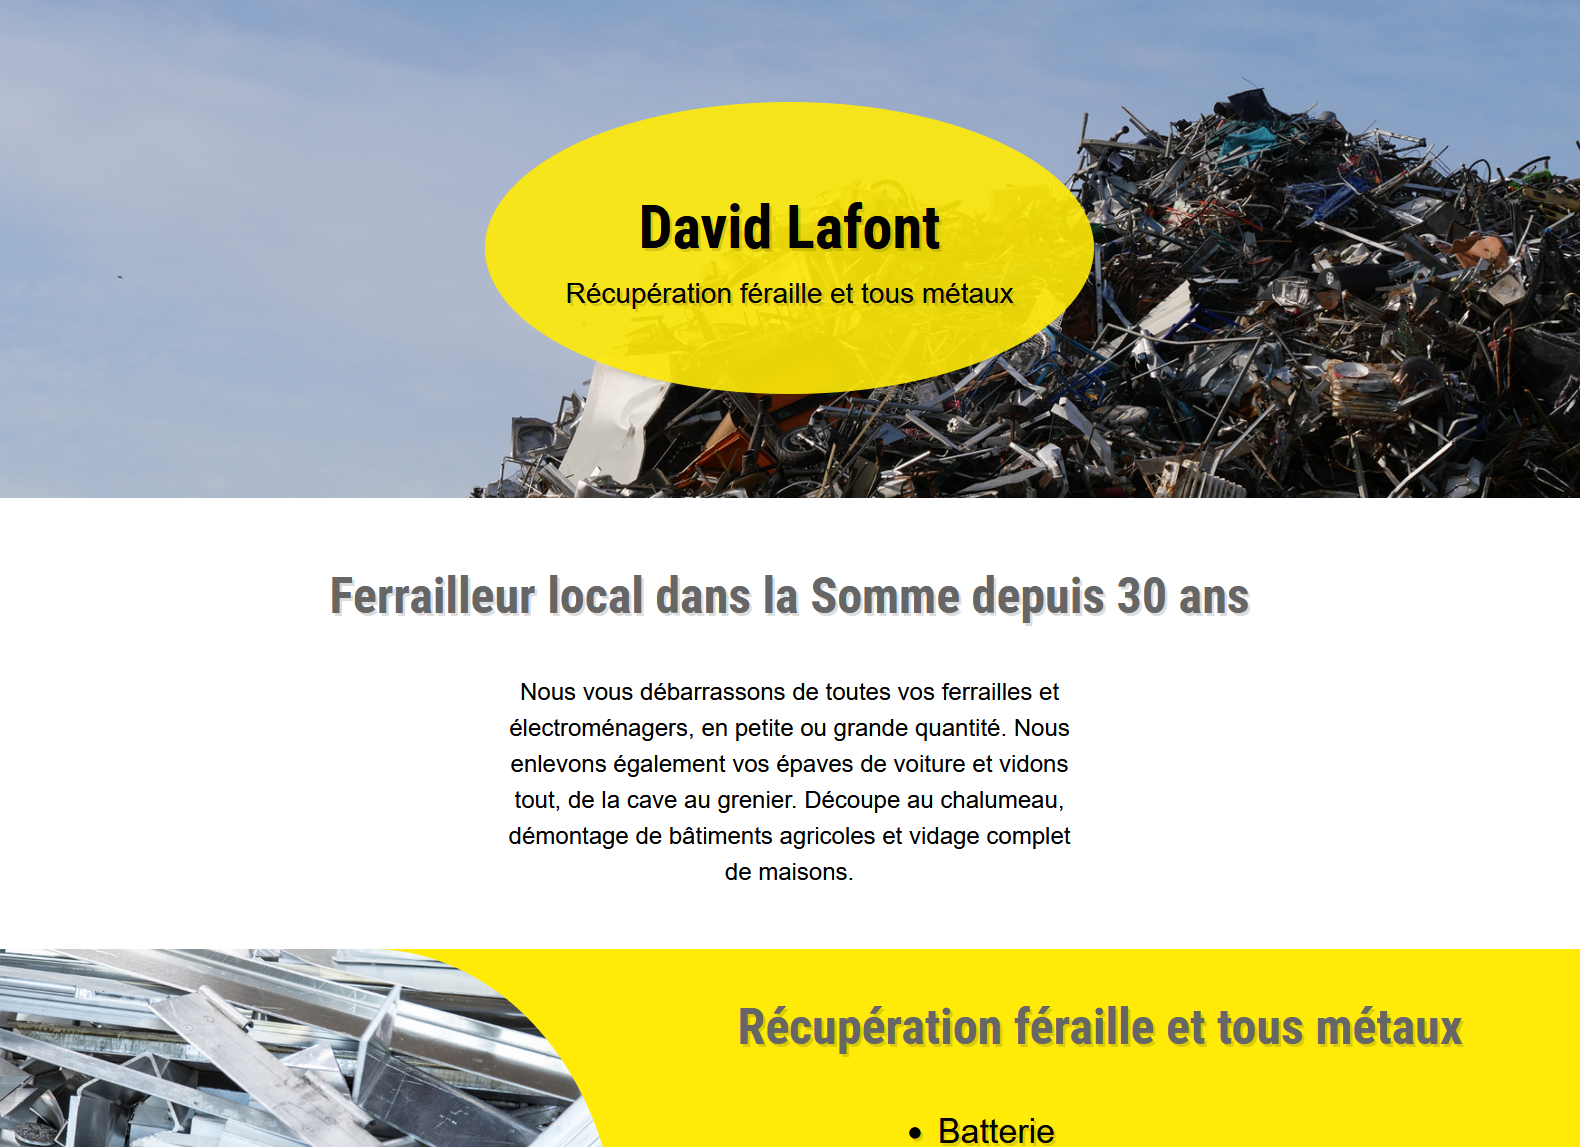 David Lafont
Récupération féraille et tous métaux
Ferrailleur local dans la Somme depuis 30 ans
Nous vous débarrassons de toutes vos ferrailles et
électroménagers, en petite ou grande quantité. Nous
enlevons également vos épaves de voiture et vidons
tout, de la cave au grenier. Découpe au chalumeau,
démontage de bâtiments agricoles et vidage complet
de maisons.
Récupération féraille et tous métaux
• Batterie